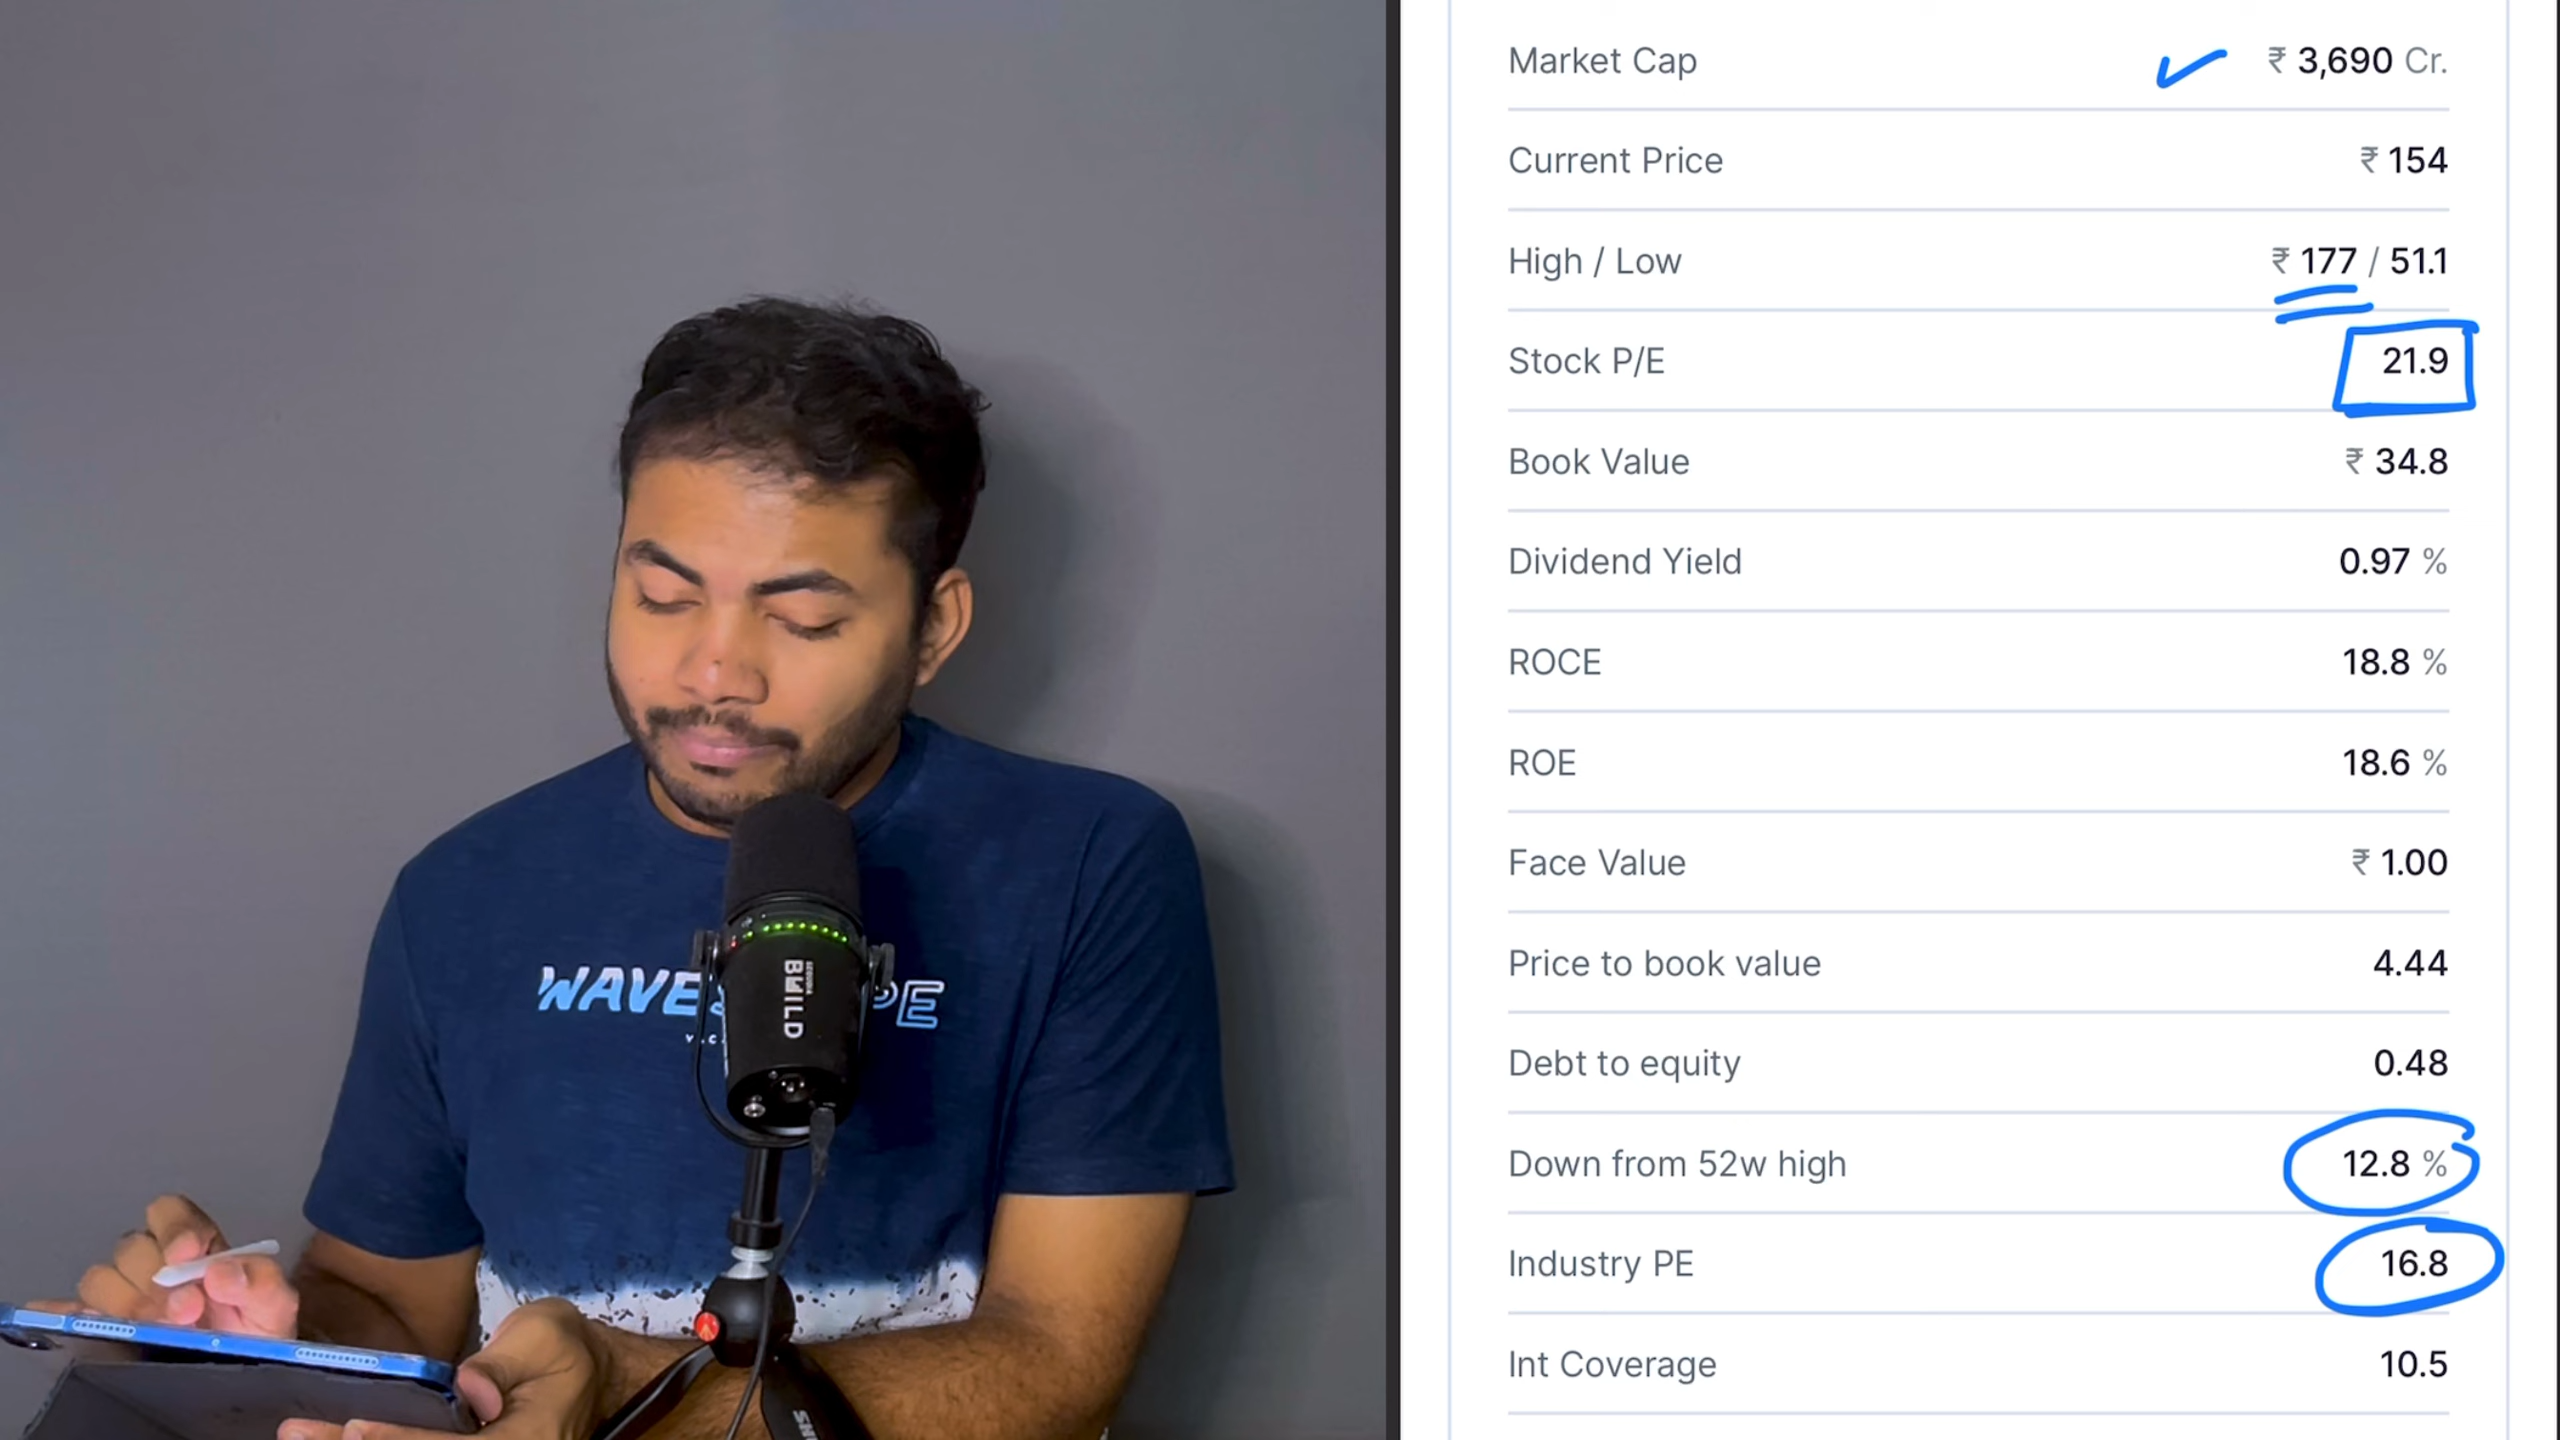 Market Cap ₹ 3,690 Cr.
Current Price ₹ 154
High / Low ₹ 177 / 51.1
Stock P/E 21.9
Book Value ₹ 34.8
Dividend Yield 0.97 %
ROCE 18.8 %
ROE 18.6 %
Face Value ₹ 1.00
Price to book value 4.44
Debt to equity 0.48
Down from 52w high 12.8 %
Industry PE 16.8
Int Coverage 10.5
BUILD